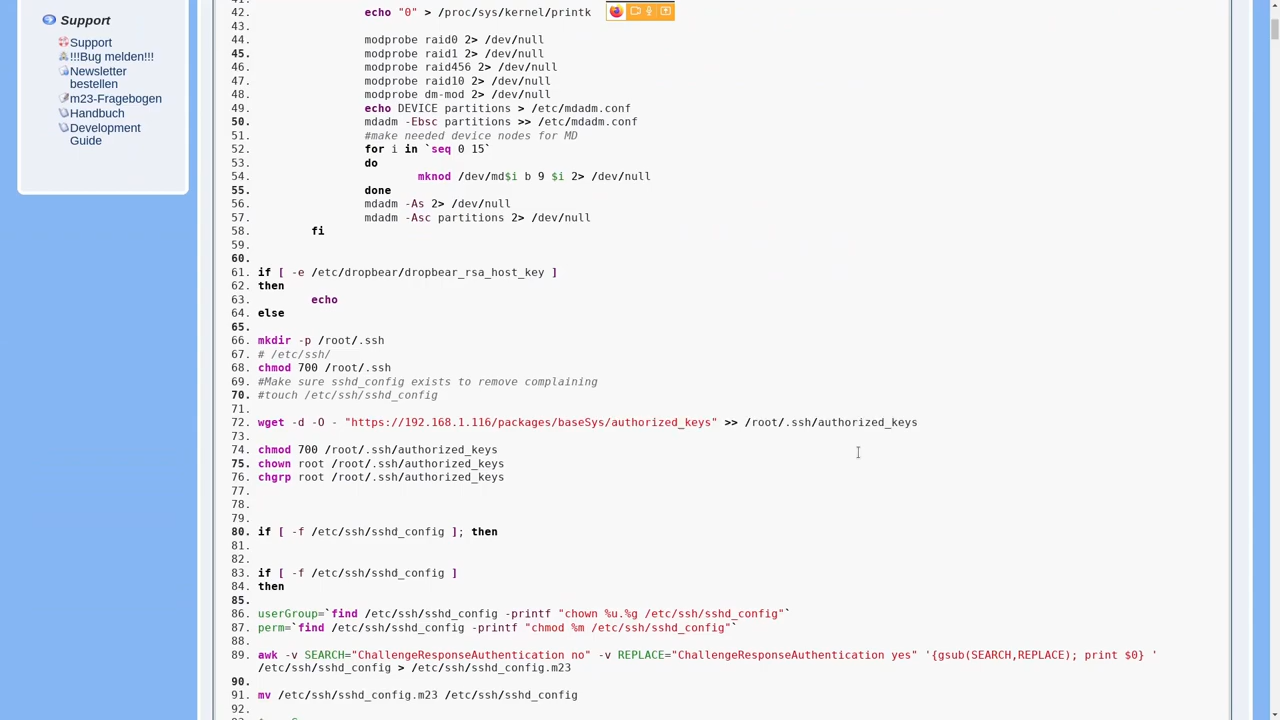 Support
Support
!!!Bug melden!!!
Newsletter
bestellen
m23-Fragebogen
Handbuch
Development
Guide
42. echo "0" > /proc/sys/kernel/printk
43.
44. modprobe raid0 2> /dev/null
45. modprobe raid1 2> /dev/null
46. modprobe raid456 2> /dev/null
47. modprobe raid10 2> /dev/null
48. modprobe dm-mod 2> /dev/null
49. echo DEVICE partitions > /etc/mdadm.conf
50. mdadm -Ebsc partitions >> /etc/mdadm.conf
51. #make needed device nodes for MD
52. for i in `seq 0 15`
53. do
54. mknod /dev/md$i b 9 $i 2> /dev/null
55. done
56. mdadm -As 2> /dev/null
57. mdadm -Asc partitions 2> /dev/null
58. fi
59.
60.
61. if [ -e /etc/dropbear/dropbear_rsa_host_key ]
62. then
63. echo
64. else
65.
66. mkdir -p /root/.ssh
67. # /etc/ssh/
68. chmod 700 /root/.ssh
69. #Make sure sshd_config exists to remove complaining
70. #touch /etc/ssh/sshd_config
71.
72. wget -d -O - "https://192.168.1.116/packages/baseSys/authorized_keys" >> /root/.ssh/authorized_keys
73.
74. chmod 700 /root/.ssh/authorized_keys
75. chown root /root/.ssh/authorized_keys
76. chgrp root /root/.ssh/authorized_keys
77.
78.
79.
80. if [ -f /etc/ssh/sshd_config ]; then
81.
82.
83. if [ -f /etc/ssh/sshd_config ]
84. then
85.
86. userGroup=`find /etc/ssh/sshd_config -printf "chown %u.%g /etc/ssh/sshd_config"`
87. perm=`find /etc/ssh/sshd_config -printf "chmod %m /etc/ssh/sshd_config"`
88.
89. awk -v SEARCH="ChallengeResponseAuthentication no" -v REPLACE="ChallengeResponseAuthentication yes" '{gsub(SEARCH,REPLACE); print $0} '
/etc/ssh/sshd_config > /etc/ssh/sshd_config.m23
90.
91. mv /etc/ssh/sshd_config.m23 /etc/ssh/sshd_config
92.